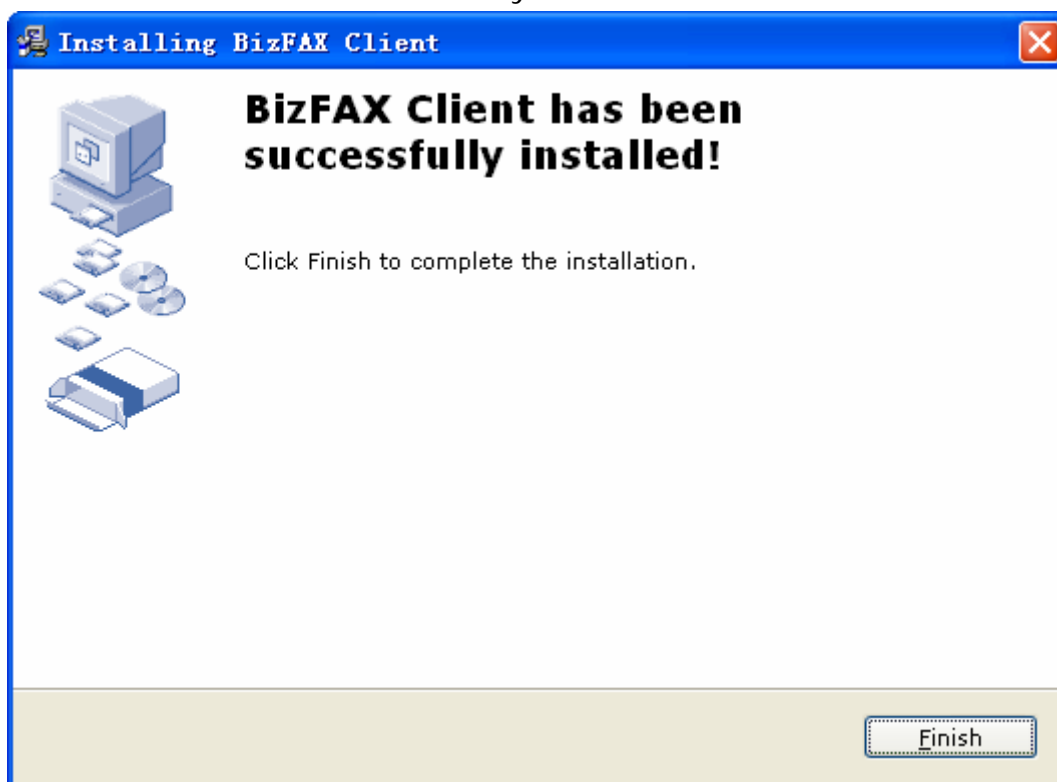 Installing BizFAX Client
BizFAX Client has been
successfully installed!
Click Finish to complete the installation.
Finish